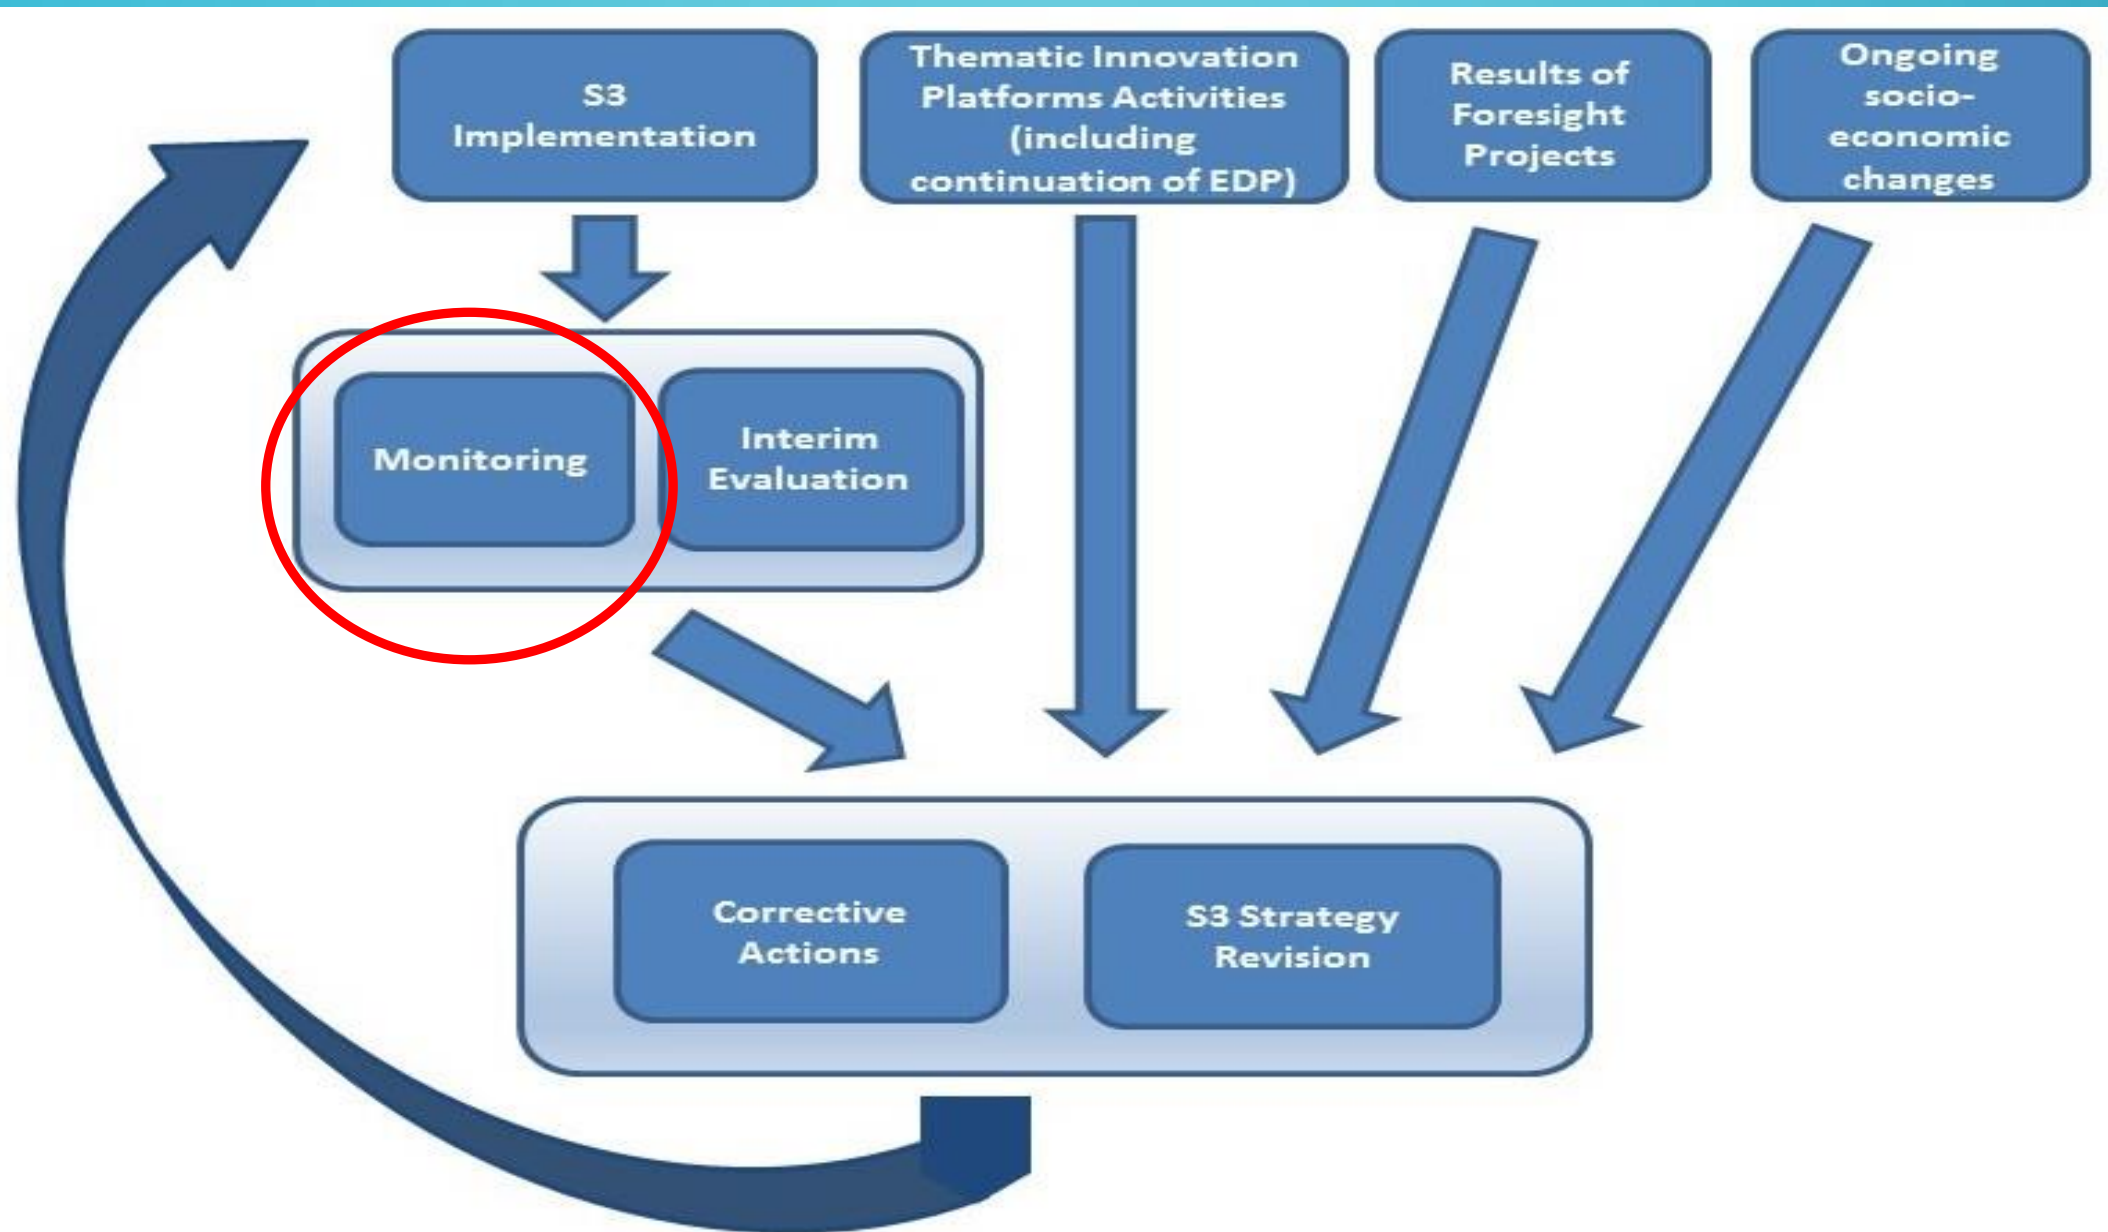 S3
Implementation
Thematic Innovation
Platforms Activities
(including
continuation of EDP)
Results of
Foresight
Projects
Ongoing
socio-
economic
changes
Monitoring
Interim
Evaluation
Corrective
Actions
S3 Strategy
Revision